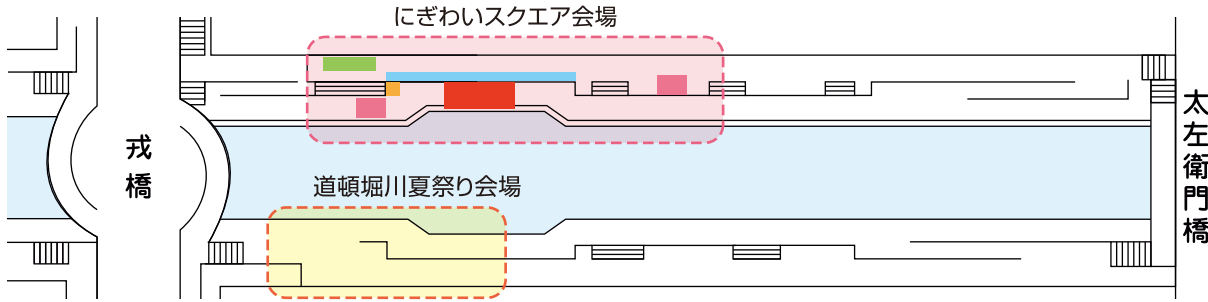 にぎわいスクエア会場
戎橋
道頓堀川夏祭り会場
太左衛門橋